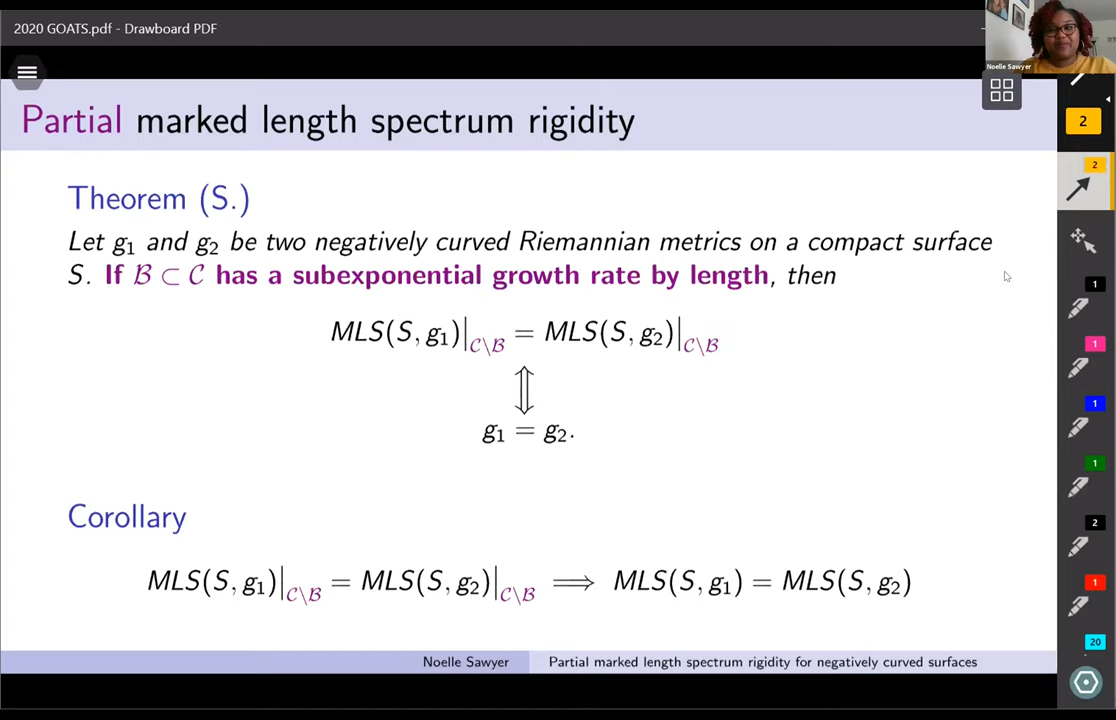 2020 GOATS.pdf - Drawboard PDF
Noelle Sawyer
Partial marked length spectrum rigidity
2
2
Theorem (S.)
Let g₁ and g₂ be two negatively curved Riemannian metrics on a compact surface
S. If ℬ ⊂ 𝒞 has a subexponential growth rate by length, then
1
MLS(S, g₁)|_{𝒞\ℬ} = MLS(S, g₂)|_{𝒞\ℬ}
1
⇕
1
g₁ = g₂.
1
Corollary
2
MLS(S, g₁)|_{𝒞\ℬ} = MLS(S, g₂)|_{𝒞\ℬ} ⟹ MLS(S, g₁) = MLS(S, g₂)
1
20
Noelle Sawyer Partial marked length spectrum rigidity for negatively curved surfaces